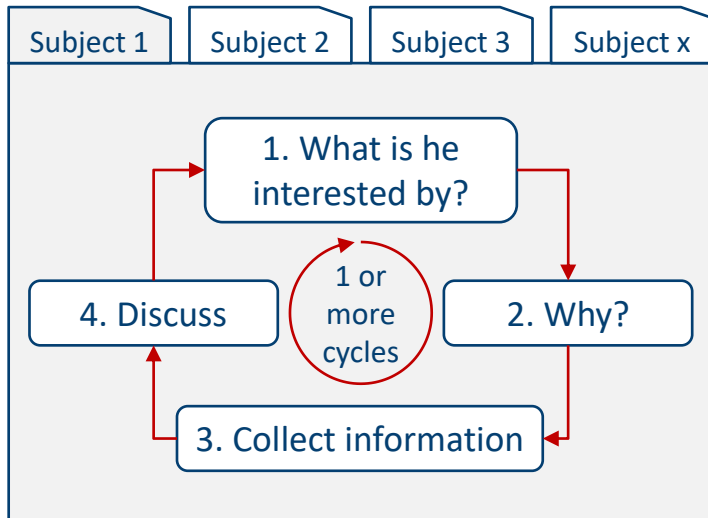 Subject 1
Subject 2
Subject 3
Subject x
1. What is he
interested by?
1 or
more
cycles
4. Discuss
2. Why?
3. Collect information